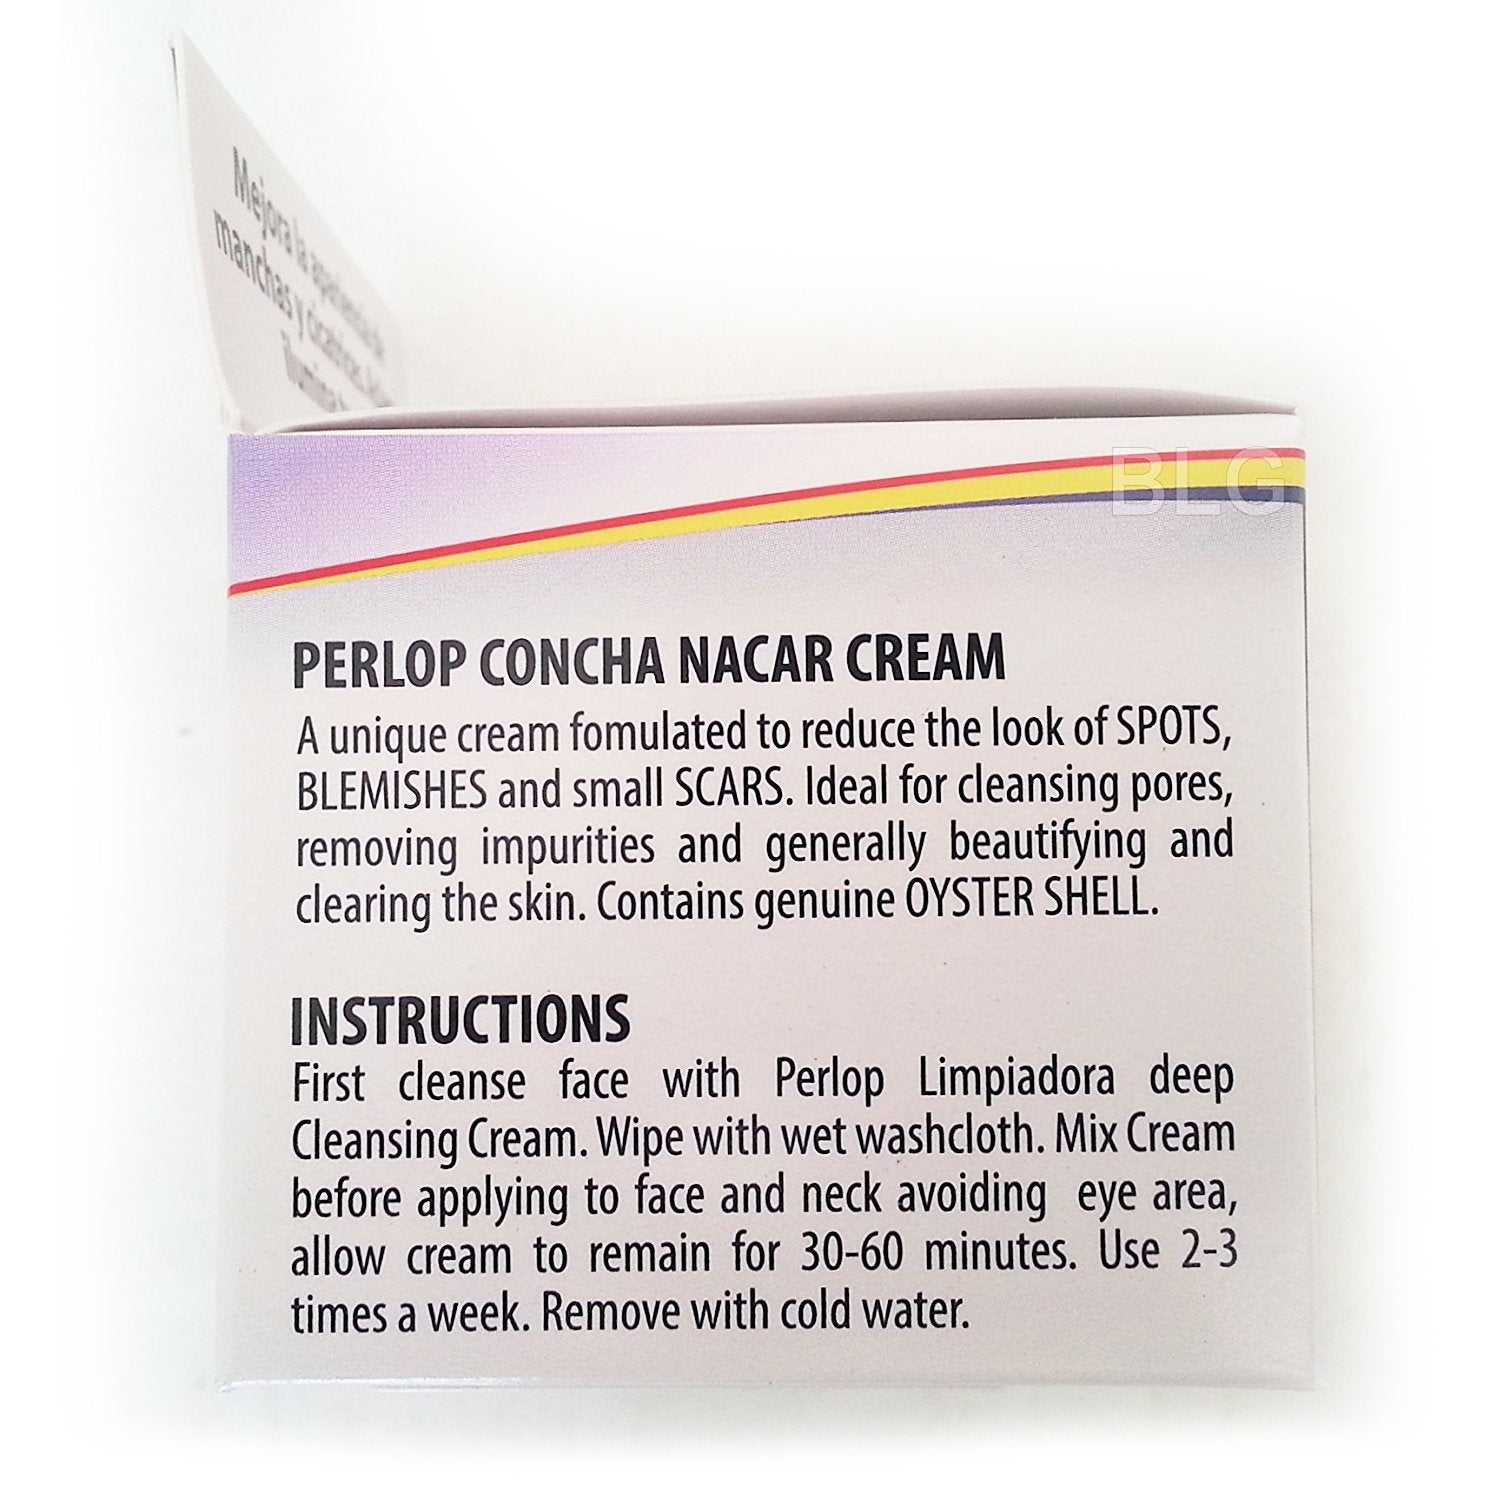 Mejora la apariencia de
manchas y cicatrices.
BLG
PERLOP CONCHA NACAR CREAM
A unique cream fomulated to reduce the look of SPOTS,
BLEMISHES and small SCARS. Ideal for cleansing pores,
removing impurities and generally beautifying and
clearing the skin. Contains genuine OYSTER SHELL.
INSTRUCTIONS
First cleanse face with Perlop Limpiadora deep
Cleansing Cream. Wipe with wet washcloth. Mix Cream
before applying to face and neck avoiding eye area,
allow cream to remain for 30-60 minutes. Use 2-3
times a week. Remove with cold water.